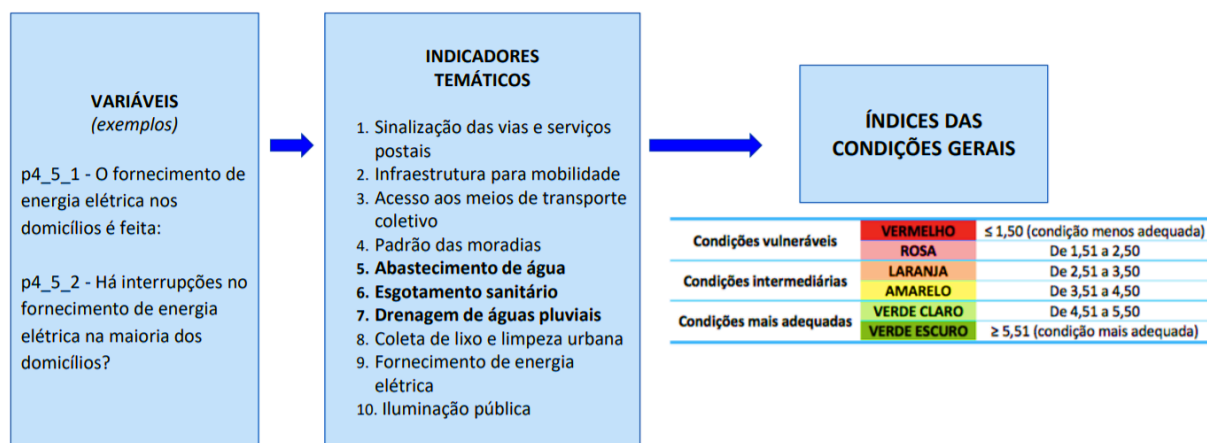 VARIÁVEIS
(exemplos)
p4_5_1 - O fornecimento de
energia elétrica nos
domicílios é feita:
p4_5_2 - Há interrupções no
fornecimento de energia
elétrica na maioria dos
domicílios?
INDICADORES
TEMÁTICOS
1. Sinalização das vias e serviços
postais
2. Infraestrutura para mobilidade
3. Acesso aos meios de transporte
coletivo
4. Padrão das moradias
5. Abastecimento de água
6. Esgotamento sanitário
7. Drenagem de águas pluviais
8. Coleta de lixo e limpeza urbana
9. Fornecimento de energia
elétrica
10. Iluminação pública
ÍNDICES DAS
CONDIÇÕES GERAIS
Condições vulneráveis
VERMELHO ≤ 1,50 (condição menos adequada)
ROSA De 1,51 a 2,50
Condições intermediárias
LARANJA De 2,51 a 3,50
AMARELO De 3,51 a 4,50
Condições mais adequadas
VERDE CLARO De 4,51 a 5,50
VERDE ESCURO ≥ 5,51 (condição mais adequada)